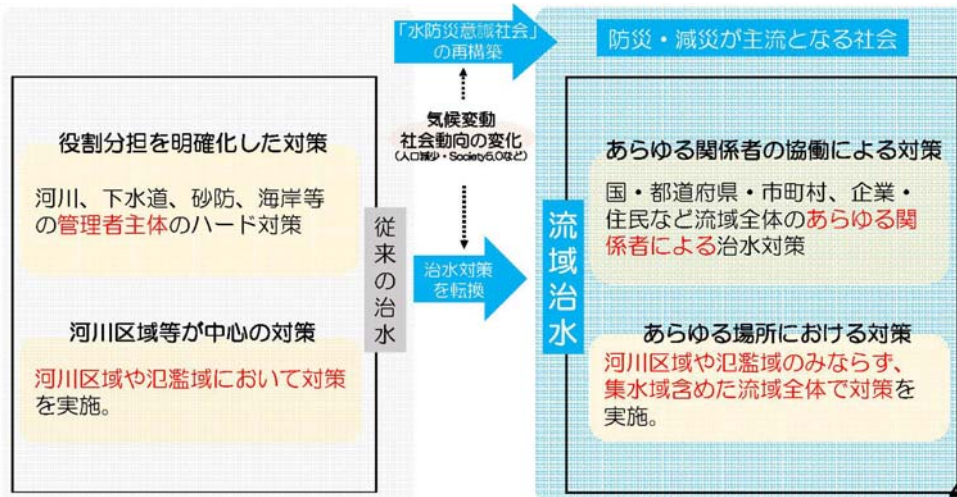 「水防災意識社会」
の再構築
防災・減災が主流となる社会
役割分担を明確化した対策
河川、下水道、砂防、海岸等
の管理者主体のハード対策
河川区域等が中心の対策
河川区域や氾濫域において対策
を実施。
従来の治水
気候変動
社会動向の変化
(人口減少・Society5.0など)
治水対策
を転換
流域治水
あらゆる関係者の協働による対策
国・都道府県・市町村、企業・
住民など流域全体のあらゆる関
係者による治水対策
あらゆる場所における対策
河川区域や氾濫域のみならず、
集水域含めた流域全体で対策を
実施。